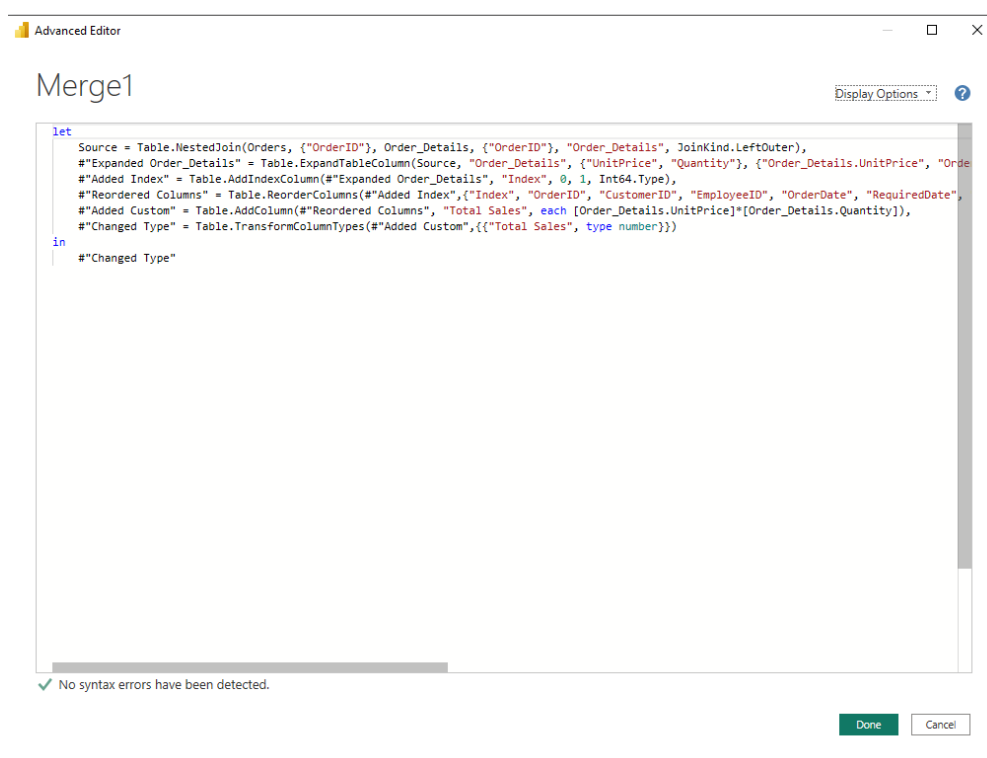 Advanced Editor
Merge1
Display Options
?
let
Source = Table.NestedJoin(Orders, {"OrderID"}, Order_Details, {"OrderID"}, "Order_Details", JoinKind.LeftOuter),
#"Expanded Order_Details" = Table.ExpandTableColumn(Source, "Order_Details", {"UnitPrice", "Quantity"}, {"Order_Details.UnitPrice", "Orde
#"Added Index" = Table.AddIndexColumn(#"Expanded Order_Details", "Index", 0, 1, Int64.Type),
#"Reordered Columns" = Table.ReorderColumns(#"Added Index",{"Index", "OrderID", "CustomerID", "EmployeeID", "OrderDate", "RequiredDate",
#"Added Custom" = Table.AddColumn(#"Reordered Columns", "Total Sales", each [Order_Details.UnitPrice]*[Order_Details.Quantity]),
#"Changed Type" = Table.TransformColumnTypes(#"Added Custom",{{"Total Sales", type number}})
in
#"Changed Type"
No syntax errors have been detected.
Done
Cancel